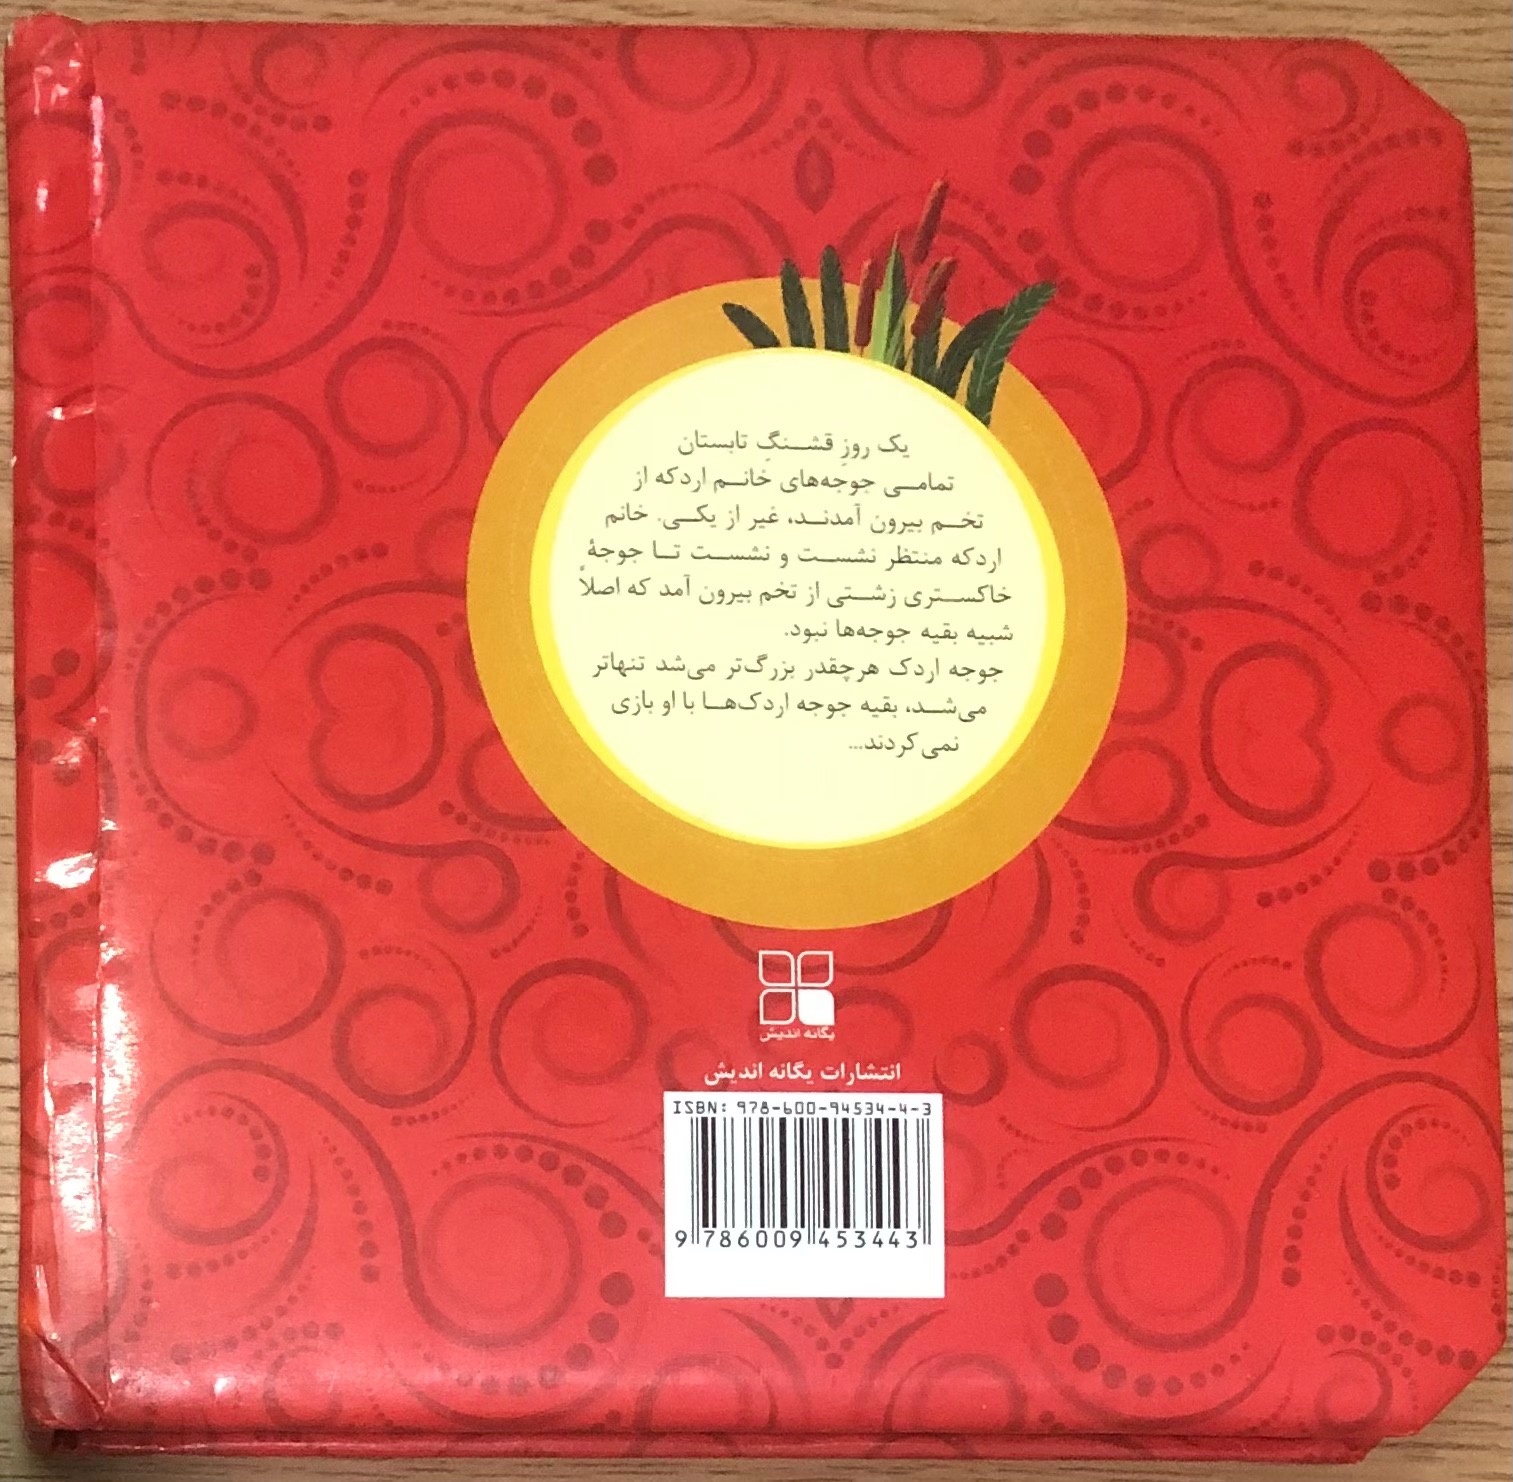 یک روزِ قشنگِ تابستان
تمامی جوجه‌های خانم اردکه از
تخم بیرون آمدند، غیر از یکی. خانم
اردکه منتظر نشست و نشست تا جوجهٔ
خاکستری زشتی از تخم بیرون آمد که اصلاً
شبیه بقیه جوجه‌ها نبود.
جوجه اردک هرچقدر بزرگ‌تر می‌شد تنهاتر
می‌شد، بقیه جوجه اردک‌ها با او بازی
نمی‌کردند...
یگانه اندیش
انتشارات یگانه اندیش
ISBN: 978-600-94534-4-3
9 786009 453443